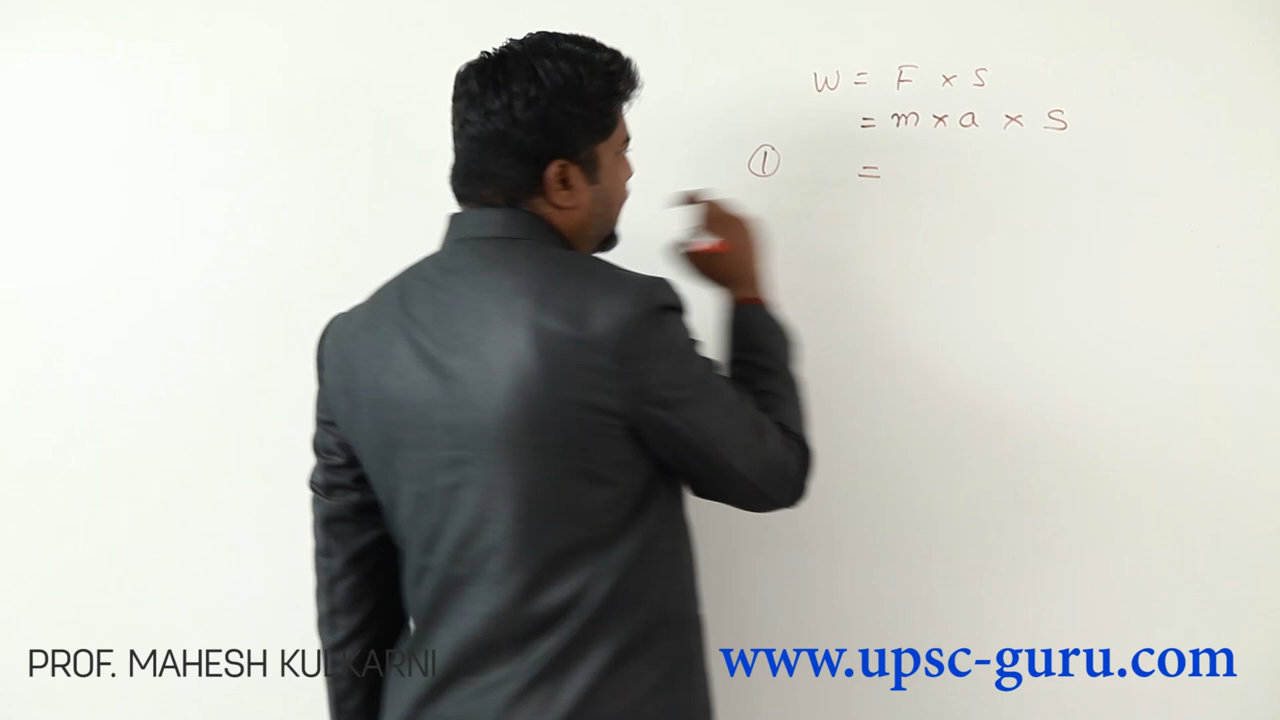 W = F × S
= m × a × S
① =
PROF. MAHESH KULKARNI
www.upsc-guru.com